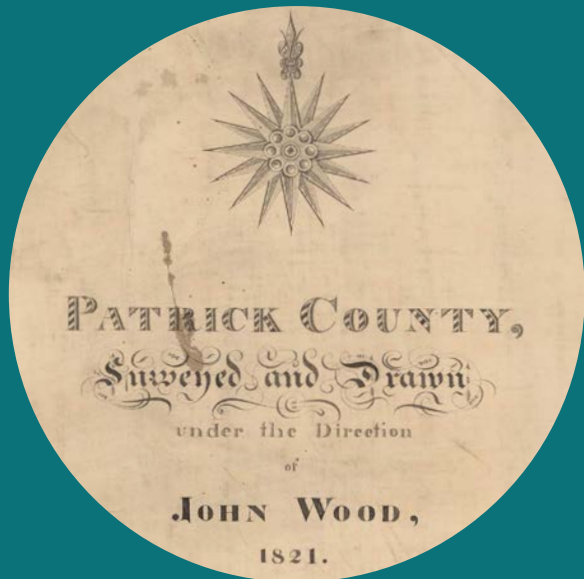 PATRICK COUNTY,
Surveyed and Drawn
under the Direction
of
JOHN WOOD,
1821.